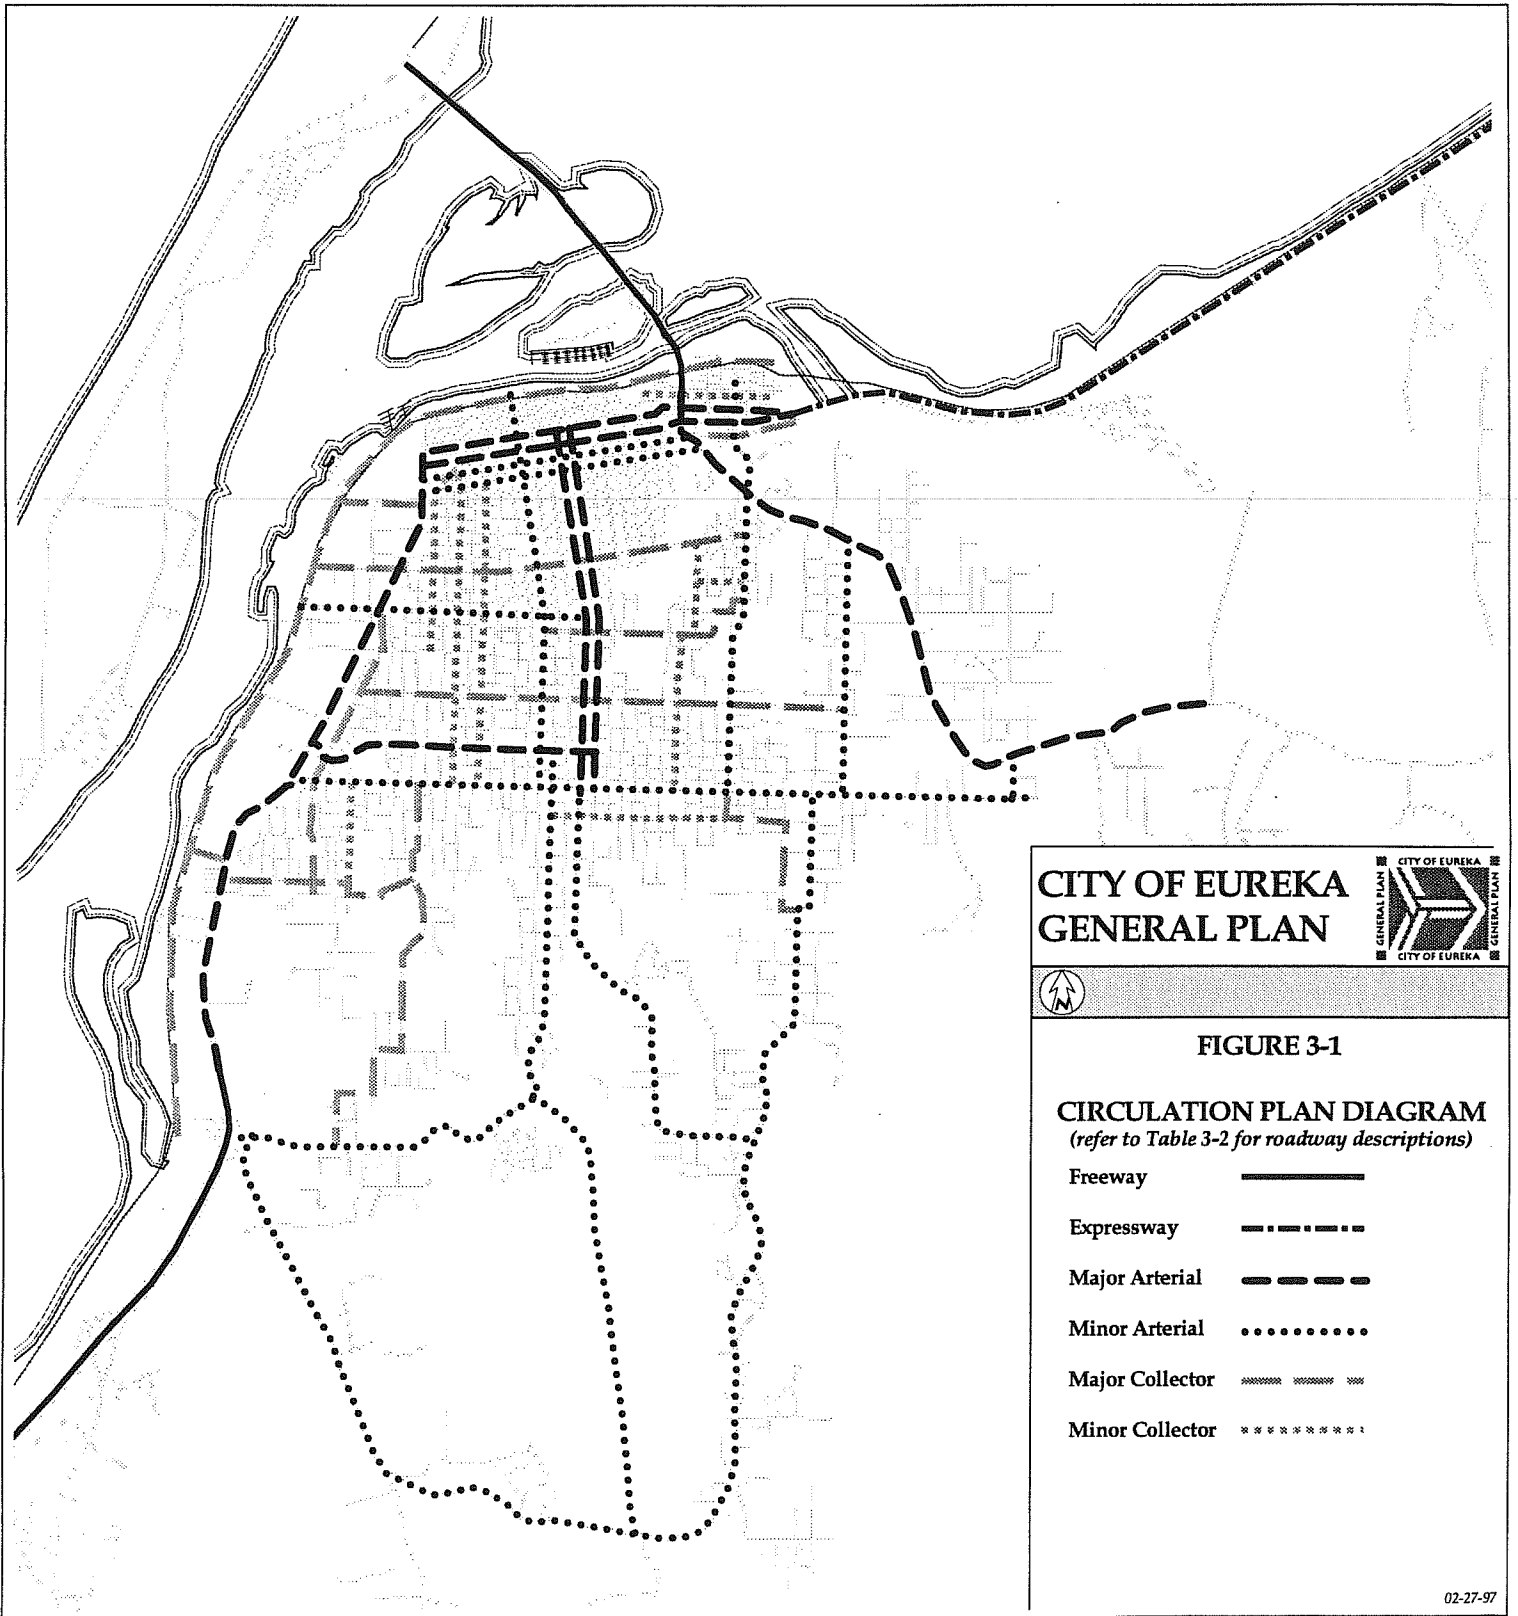 CITY OF EUREKA
GENERAL PLAN
CITY OF EUREKA
GENERAL PLAN
GENERAL PLAN
CITY OF EUREKA
N
FIGURE 3-1
CIRCULATION PLAN DIAGRAM
(refer to Table 3-2 for roadway descriptions)
Freeway
Expressway
Major Arterial
Minor Arterial
Major Collector
Minor Collector
02-27-97